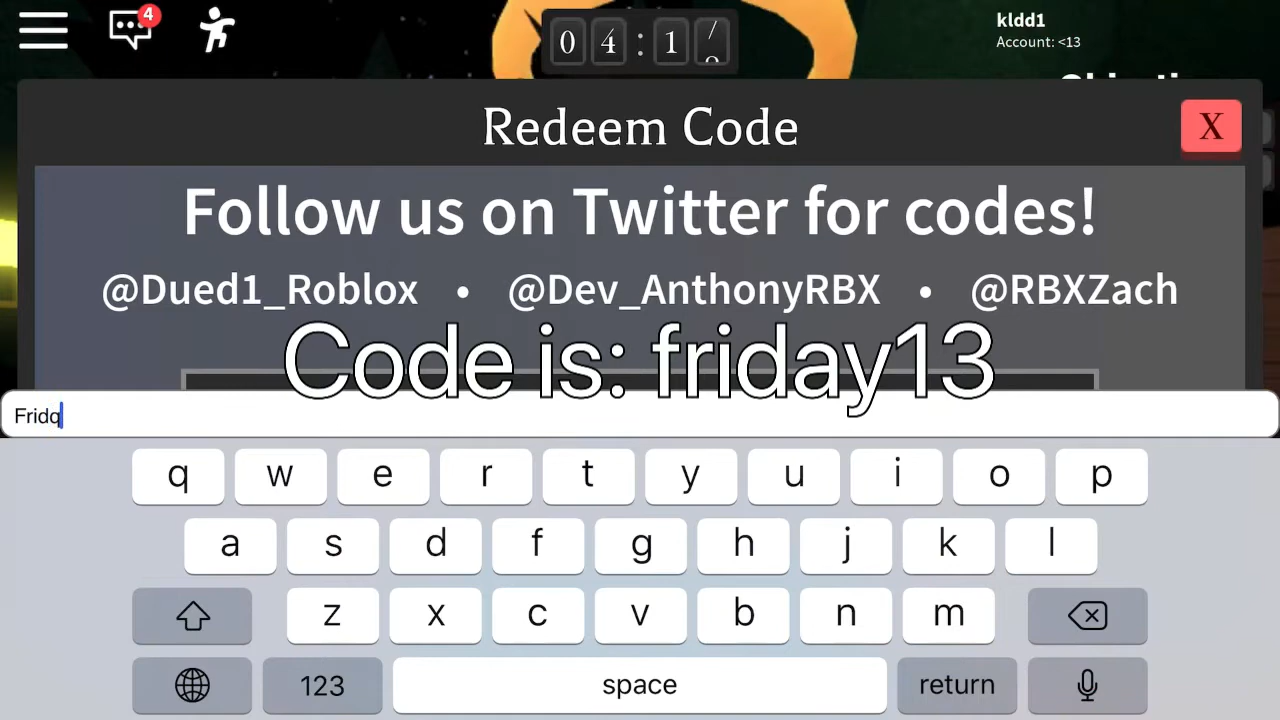 4
04:1
kldd1
Account: <13
Redeem Code
X
Follow us on Twitter for codes!
@Dued1_Roblox • @Dev_AnthonyRBX • @RBXZach
Code is: friday13
Fridq
q w e r t y u i o p
a s d f g h j k l
z x c v b n m
123 space return